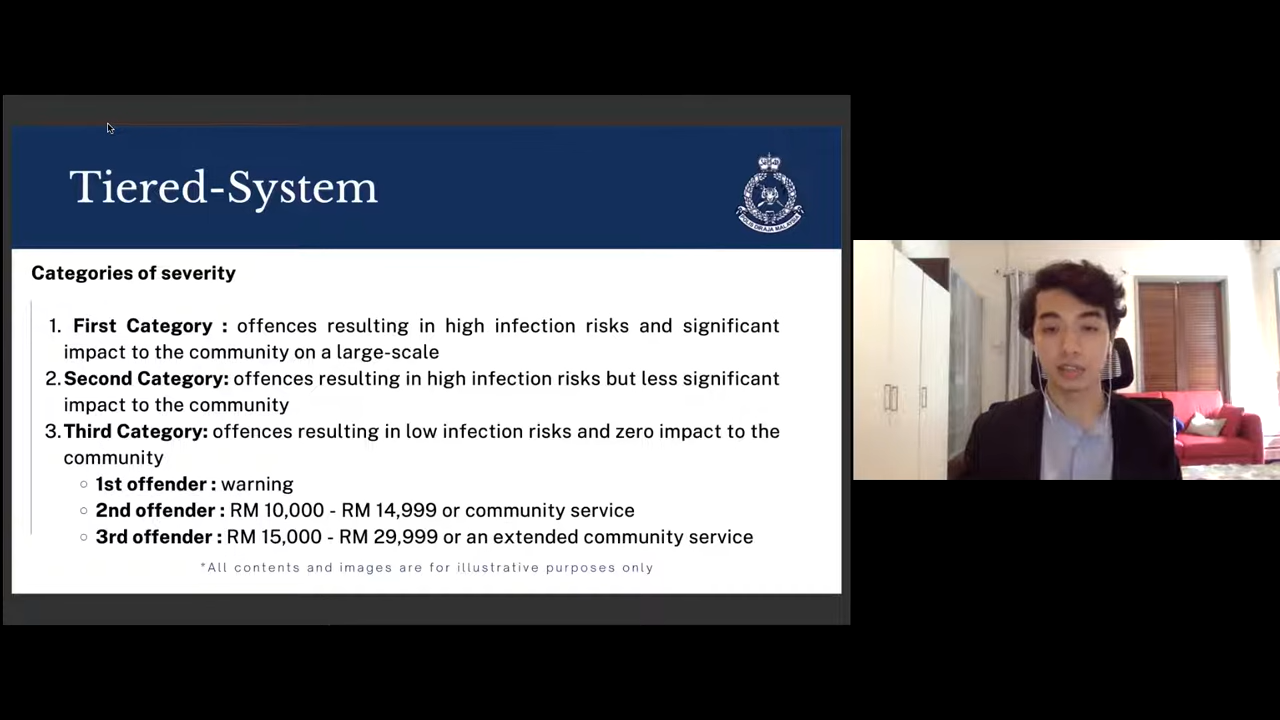 Tiered-System
POLIS DIRAJA MALAYSIA
Categories of severity
1. First Category : offences resulting in high infection risks and significant
impact to the community on a large-scale
2. Second Category: offences resulting in high infection risks but less significant
impact to the community
3. Third Category: offences resulting in low infection risks and zero impact to the
community
○ 1st offender : warning
○ 2nd offender : RM 10,000 - RM 14,999 or community service
○ 3rd offender : RM 15,000 - RM 29,999 or an extended community service
*All contents and images are for illustrative purposes only